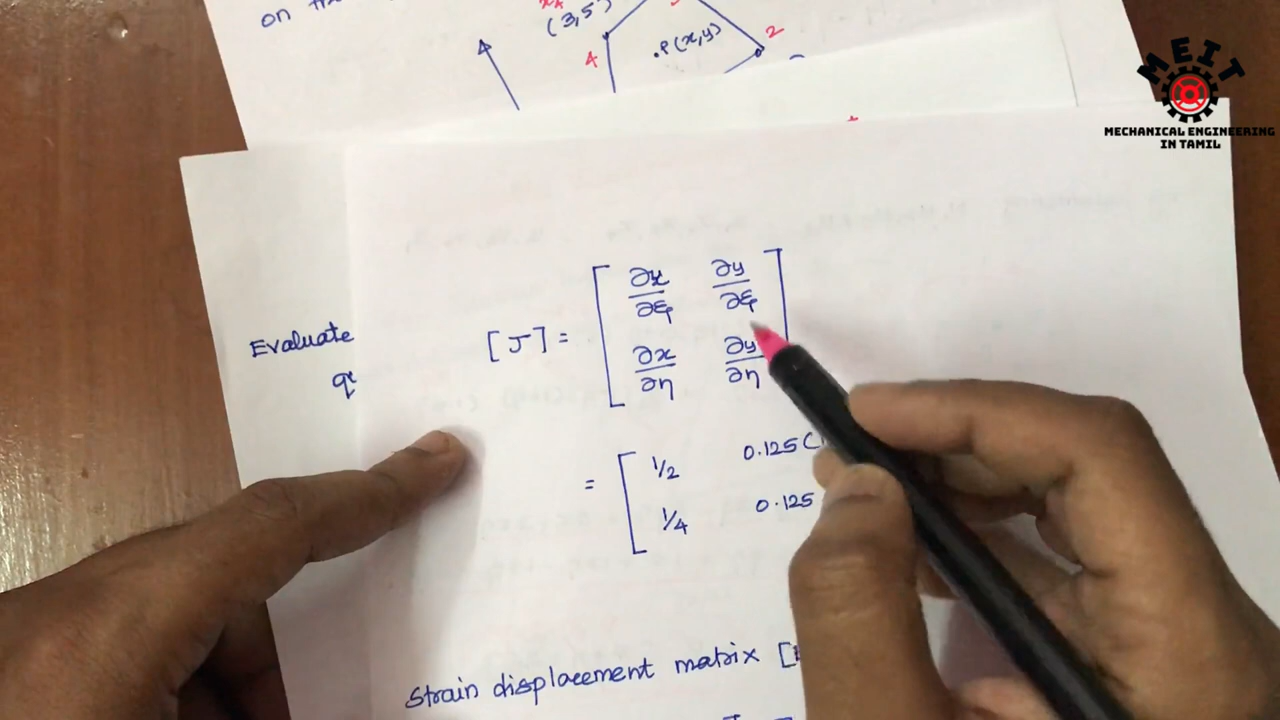 on
(3,5)
4
.P(x,y)
2
MEIT
MECHANICAL ENGINEERING
IN TAMIL
Evaluate
[J] = [ ∂x/∂ξ ∂y/∂ξ
∂x/∂η ∂y/∂η ]
= [ 1/2 0.125(
1/4 0.125
Strain displacement matrix [